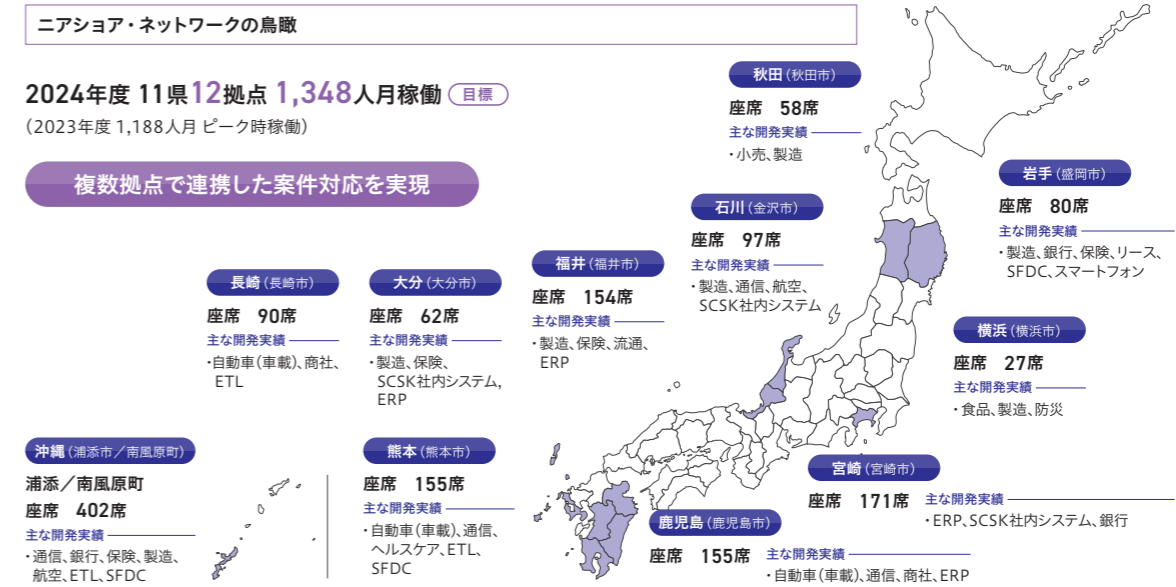 ニアショア・ネットワークの鳥瞰
2024年度 11県12拠点 1,348人月稼働 目標
（2023年度 1,188人月 ピーク時稼働）
複数拠点で連携した案件対応を実現
秋田（秋田市）
座席 58席
主な開発実績
・小売、製造
岩手（盛岡市）
座席 80席
主な開発実績
・製造、銀行、保険、リース、
SFDC、スマートフォン
石川（金沢市）
座席 97席
主な開発実績
・製造、通信、航空、
SCSK社内システム
福井（福井市）
座席 154席
主な開発実績
・製造、保険、流通、
ERP
長崎（長崎市）
座席 90席
主な開発実績
・自動車（車載）、商社、
ETL
大分（大分市）
座席 62席
主な開発実績
・製造、保険、
SCSK社内システム,
ERP
横浜（横浜市）
座席 27席
主な開発実績
・食品、製造、防災
沖縄（浦添市／南風原町）
浦添／南風原町
座席 402席
主な開発実績
・通信、銀行、保険、製造、
航空、ETL、SFDC
熊本（熊本市）
座席 155席
主な開発実績
・自動車（車載）、通信、
ヘルスケア、ETL、
SFDC
宮崎（宮崎市）
座席 171席 主な開発実績
・ERP、SCSK社内システム、銀行
鹿児島（鹿児島市）
座席 155席 主な開発実績
・自動車（車載）、通信、商社、ERP